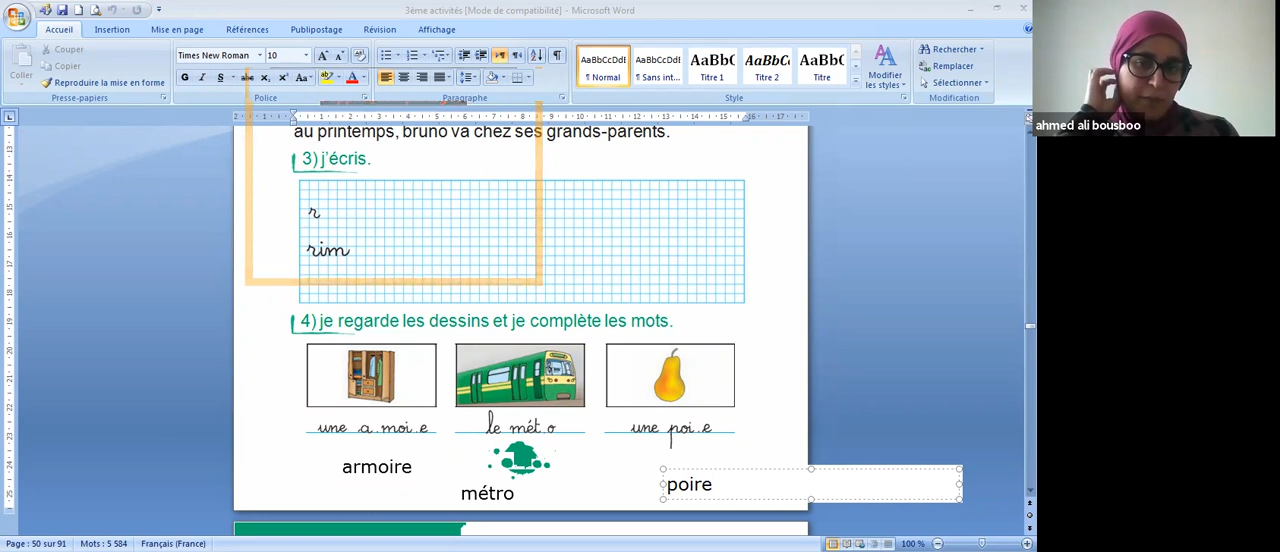 3ème activités [Mode de compatibilité] - Microsoft Word
Accueil Insertion Mise en page Références Publipostage Révision Affichage
Coller
Couper
Copier
Reproduire la mise en forme
Presse-papiers
Times New Roman 10
Police
Paragraphe
AaBbCcDdE AaBbCcDdE AaBbC AaBbCc AaBbC
¶ Normal ¶ Sans int... Titre 1 Titre 2 Titre
Style
Modifier les styles
Rechercher
Remplacer
Sélectionner
Modification
ahmed ali bousboo
au printemps, bruno va chez ses grands-parents.
3) j'écris.
r
rim
4) je regarde les dessins et je complète les mots.
une a.moi.e le mét.o une poi.e
armoire
métro
poire
Page : 50 sur 91 Mots : 5 584 Français (France) 100 %